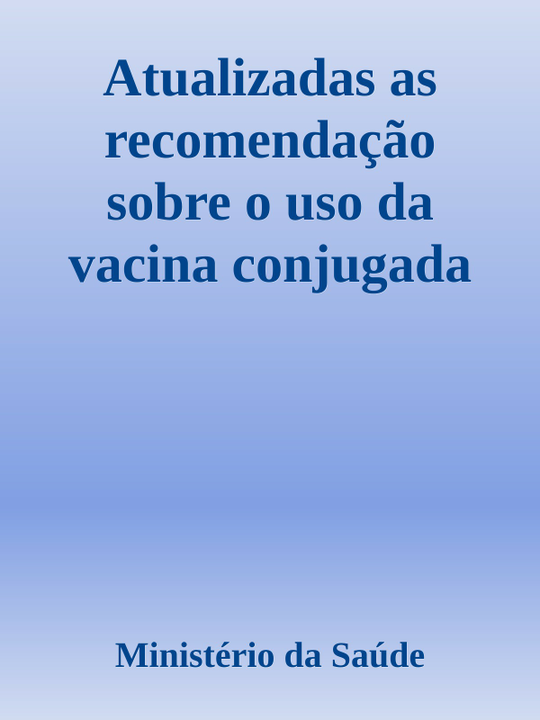 Atualizadas as
recomendação
sobre o uso da
vacina conjugada
Ministério da Saúde